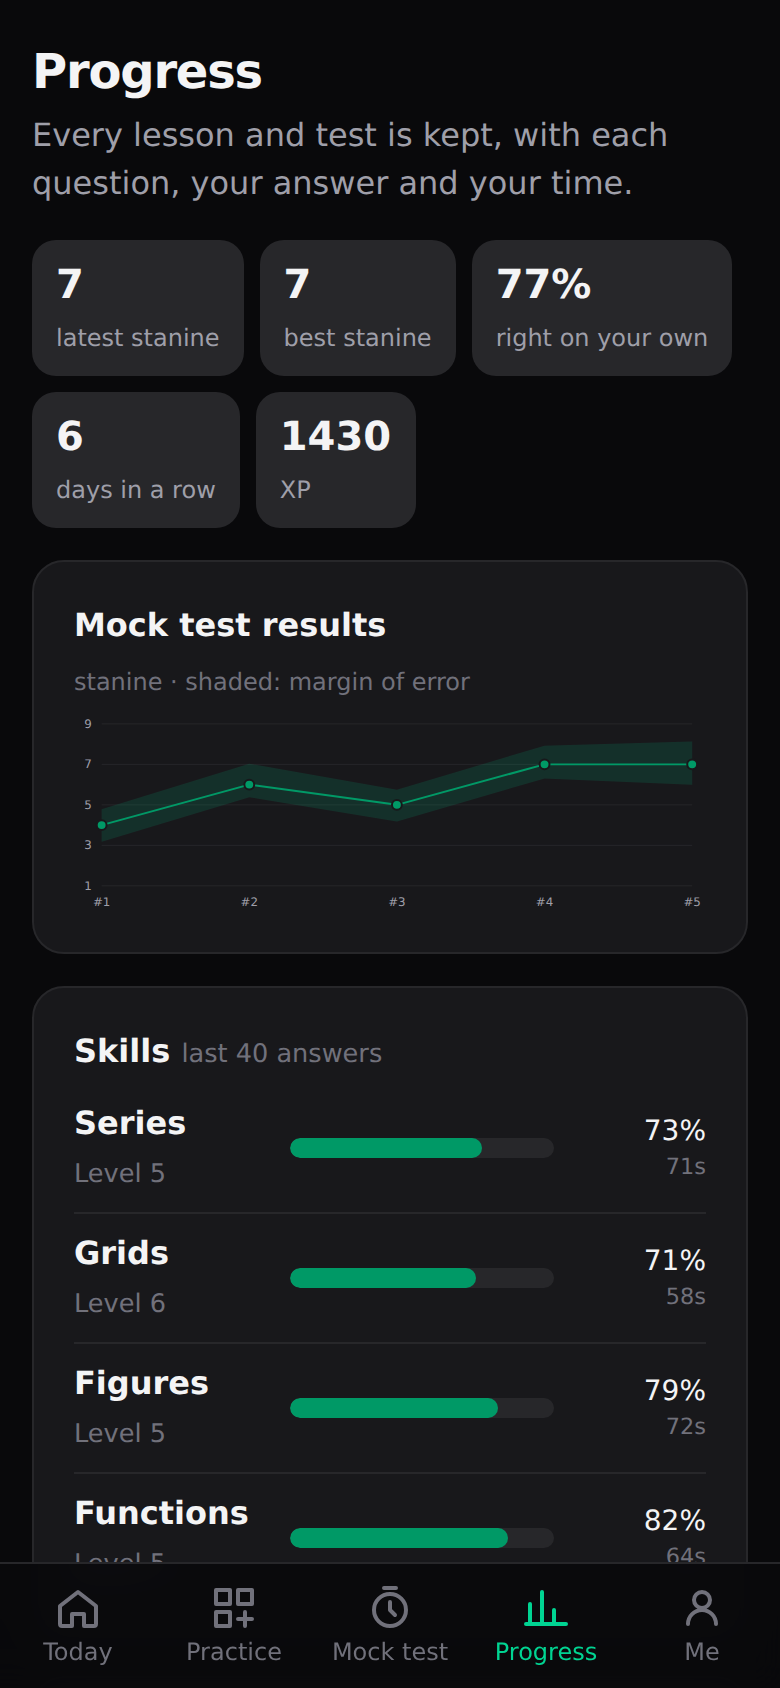 Progress
Every lesson and test is kept, with each
question, your answer and your time.
7
latest stanine
7
best stanine
77%
right on your own
6
days in a row
1430
XP
Mock test results
stanine · shaded: margin of error
9
7
5
3
1
#1 #2 #3 #4 #5
Skills last 40 answers
Series
Level 5
73%
71s
Grids
Level 6
71%
58s
Figures
Level 5
79%
72s
Functions
Level 5
82%
64s
Today
Practice
Mock test
Progress
Me